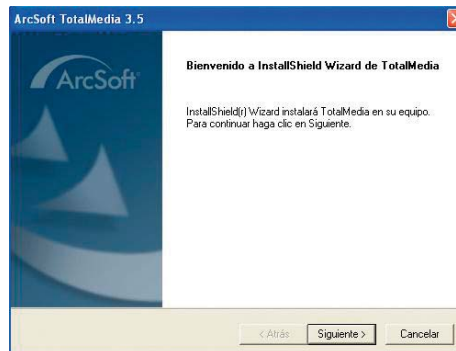 ArcSoft TotalMedia 3.5
ArcSoft
Bienvenido a InstallShield Wizard de TotalMedia
InstallShield(r) Wizard instalará TotalMedia en su equipo.
Para continuar haga clic en Siguiente.
< Atrás
Siguiente >
Cancelar